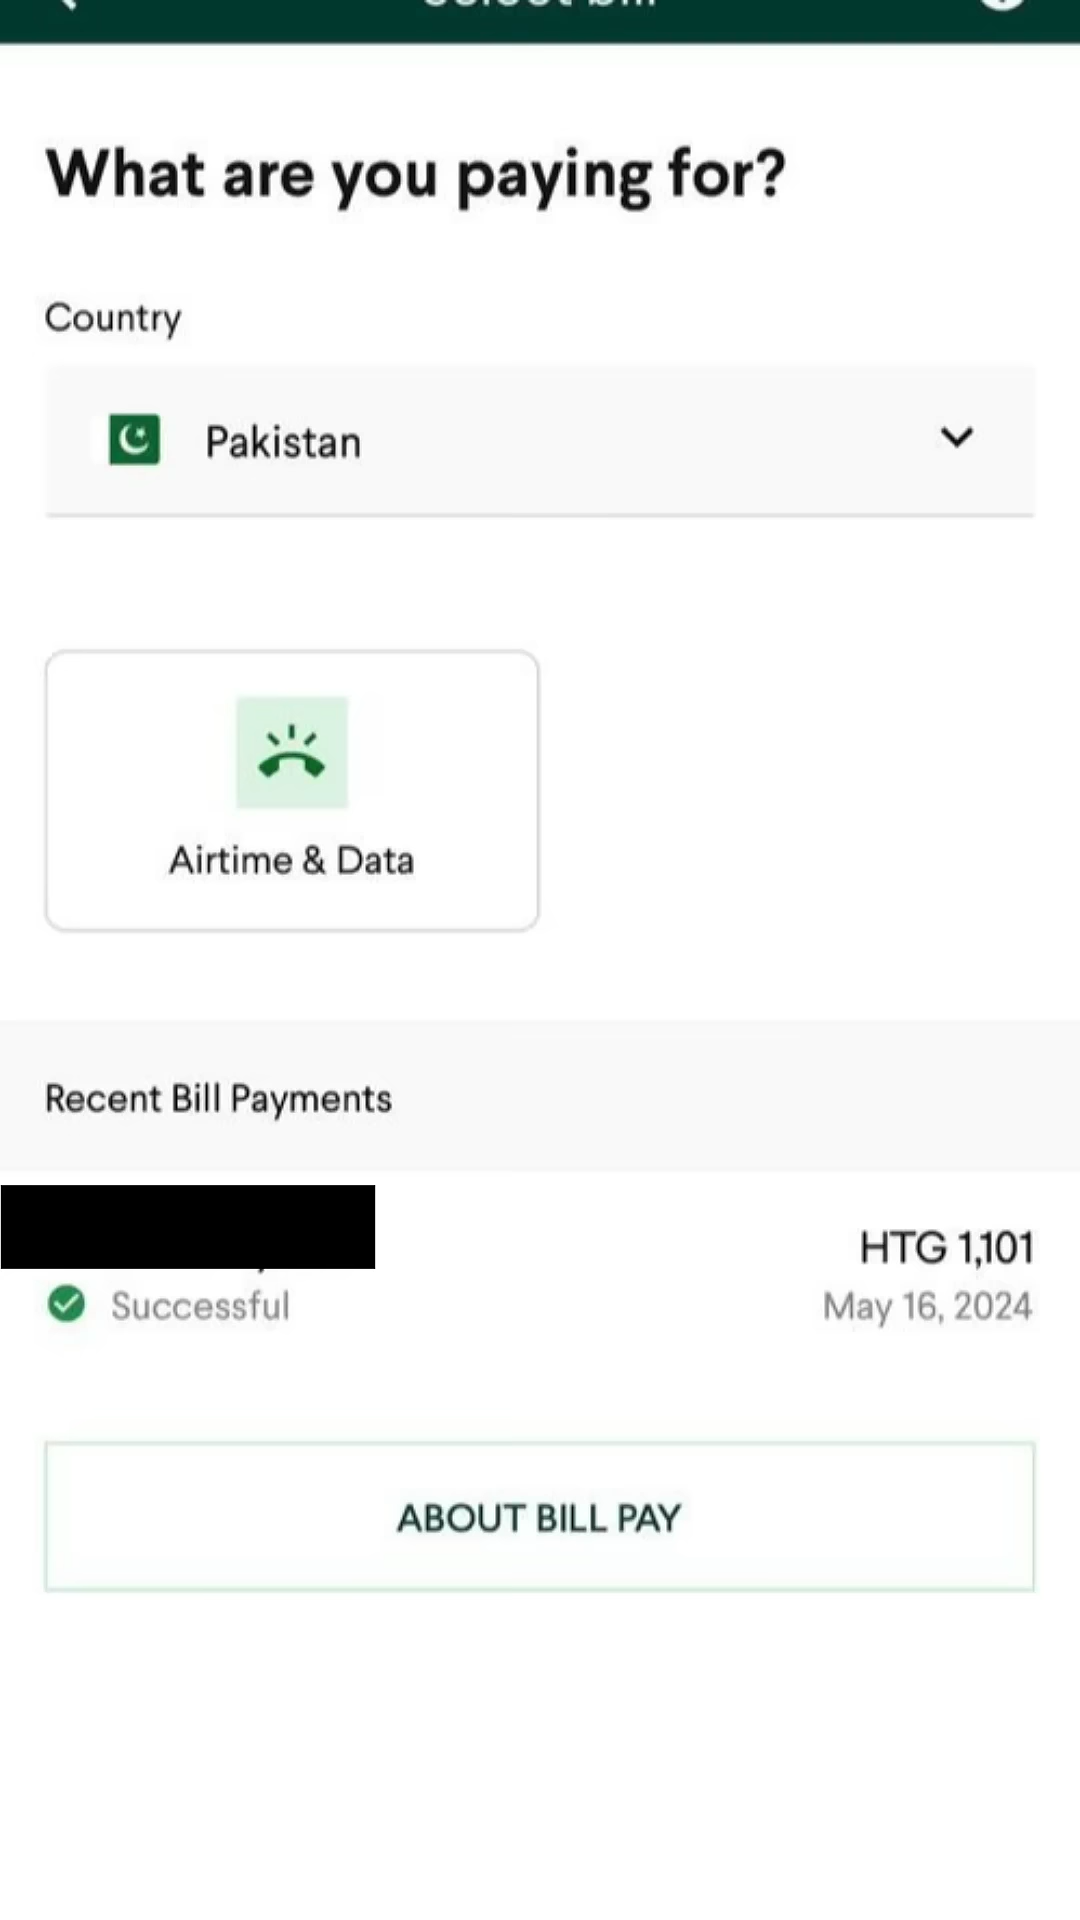 What are you paying for?
Country
Pakistan
Airtime & Data
Recent Bill Payments
HTG 1,101
Successful
May 16, 2024
ABOUT BILL PAY